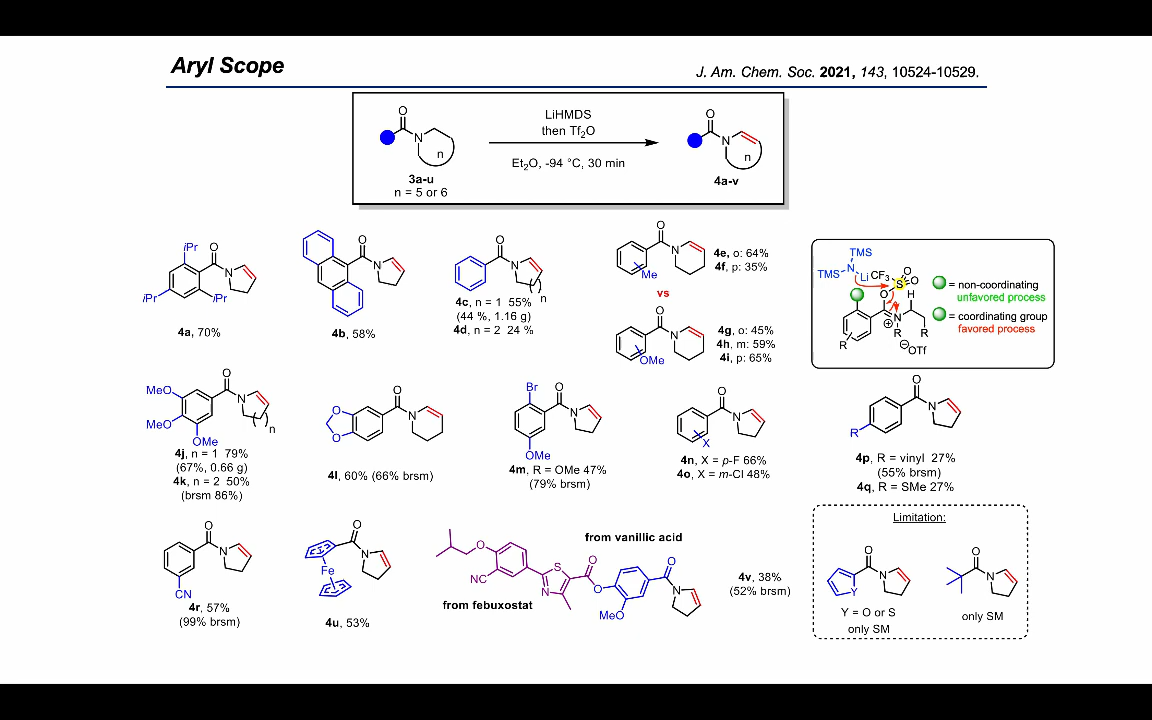 Aryl Scope
J. Am. Chem. Soc. 2021, 143, 10524-10529.
O
N
n
3a-u
n = 5 or 6
LiHMDS
then Tf2O
Et2O, -94 °C, 30 min
O
N
n
4a-v
iPr
O
N
iPr
iPr
4a, 70%
O
N
4b, 58%
O
N
n
4c, n = 1 55%
(44 %, 1.16 g)
4d, n = 2 24 %
O
N
Me
4e, o: 64%
4f, p: 35%
vs
O
N
OMe
4g, o: 45%
4h, m: 59%
4i, p: 65%
TMS
TMS
N
Li
CF3
O
O
S
O
H
N
R
R
R
⊕
⊖OTf
= non-coordinating
unfavored process
= coordinating group
favored process
O
MeO
N
MeO
OMe
n
4j, n = 1 79%
(67%, 0.66 g)
4k, n = 2 50%
(brsm 86%)
O
O
N
O
4l, 60% (66% brsm)
Br
O
N
OMe
4m, R = OMe 47%
(79% brsm)
O
N
X
4n, X = p-F 66%
4o, X = m-Cl 48%
O
N
R
4p, R = vinyl 27%
(55% brsm)
4q, R = SMe 27%
O
N
CN
4r, 57%
(99% brsm)
O
N
Fe
4u, 53%
O
NC
S
N
O
O
MeO
O
N
from vanillic acid
from febuxostat
4v, 38%
(52% brsm)
Limitation:
O
N
Y
Y = O or S
only SM
O
N
only SM